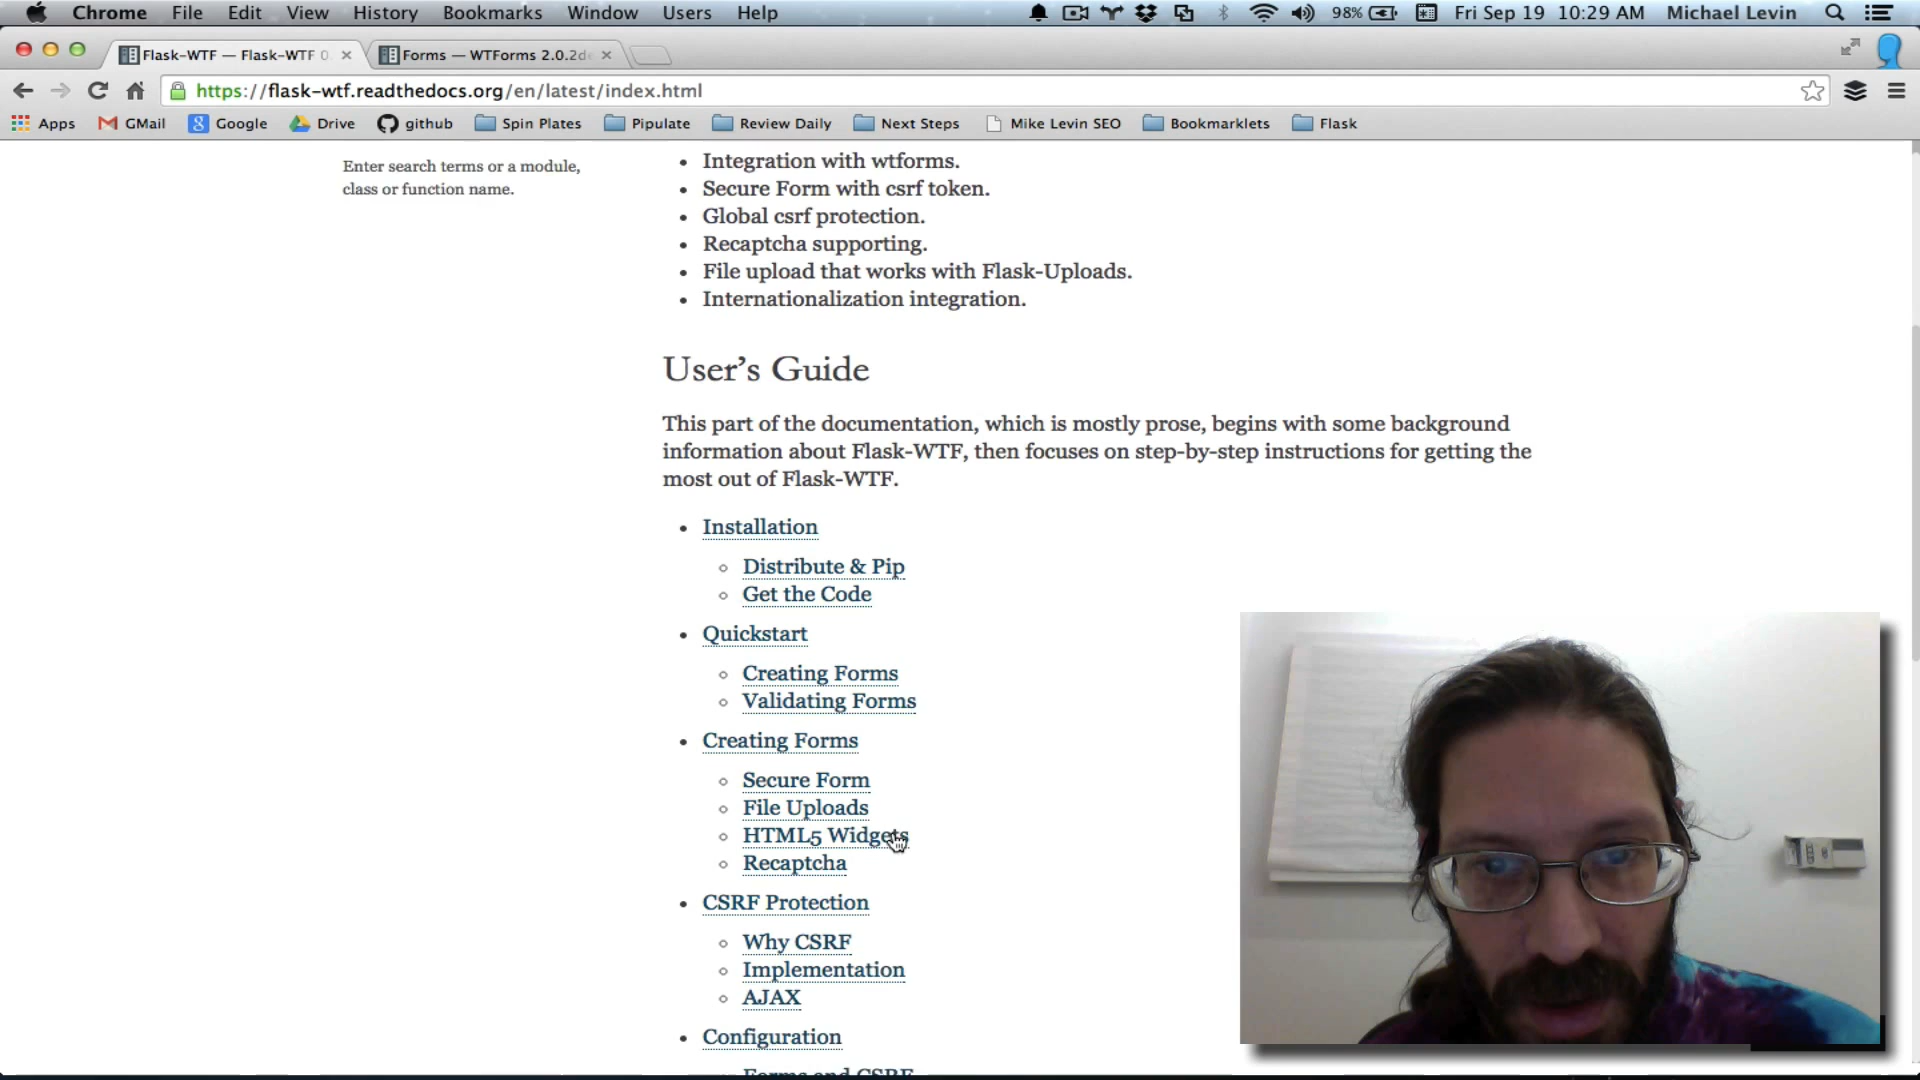 Chrome File Edit View History Bookmarks Window Users Help 98% Fri Sep 19 10:29 AM Michael Levin
Flask-WTF — Flask-WTF 0. Forms — WTForms 2.0.2de
https://flask-wtf.readthedocs.org/en/latest/index.html
Apps GMail Google Drive github Spin Plates Pipulate Review Daily Next Steps Mike Levin SEO Bookmarklets Flask
Enter search terms or a module,
class or function name.
Integration with wtforms.
Secure Form with csrf token.
Global csrf protection.
Recaptcha supporting.
File upload that works with Flask-Uploads.
Internationalization integration.
User’s Guide
This part of the documentation, which is mostly prose, begins with some background
information about Flask-WTF, then focuses on step-by-step instructions for getting the
most out of Flask-WTF.
Installation
Distribute & Pip
Get the Code
Quickstart
Creating Forms
Validating Forms
Creating Forms
Secure Form
File Uploads
HTML5 Widgets
Recaptcha
CSRF Protection
Why CSRF
Implementation
AJAX
Configuration
Forms and CSRF